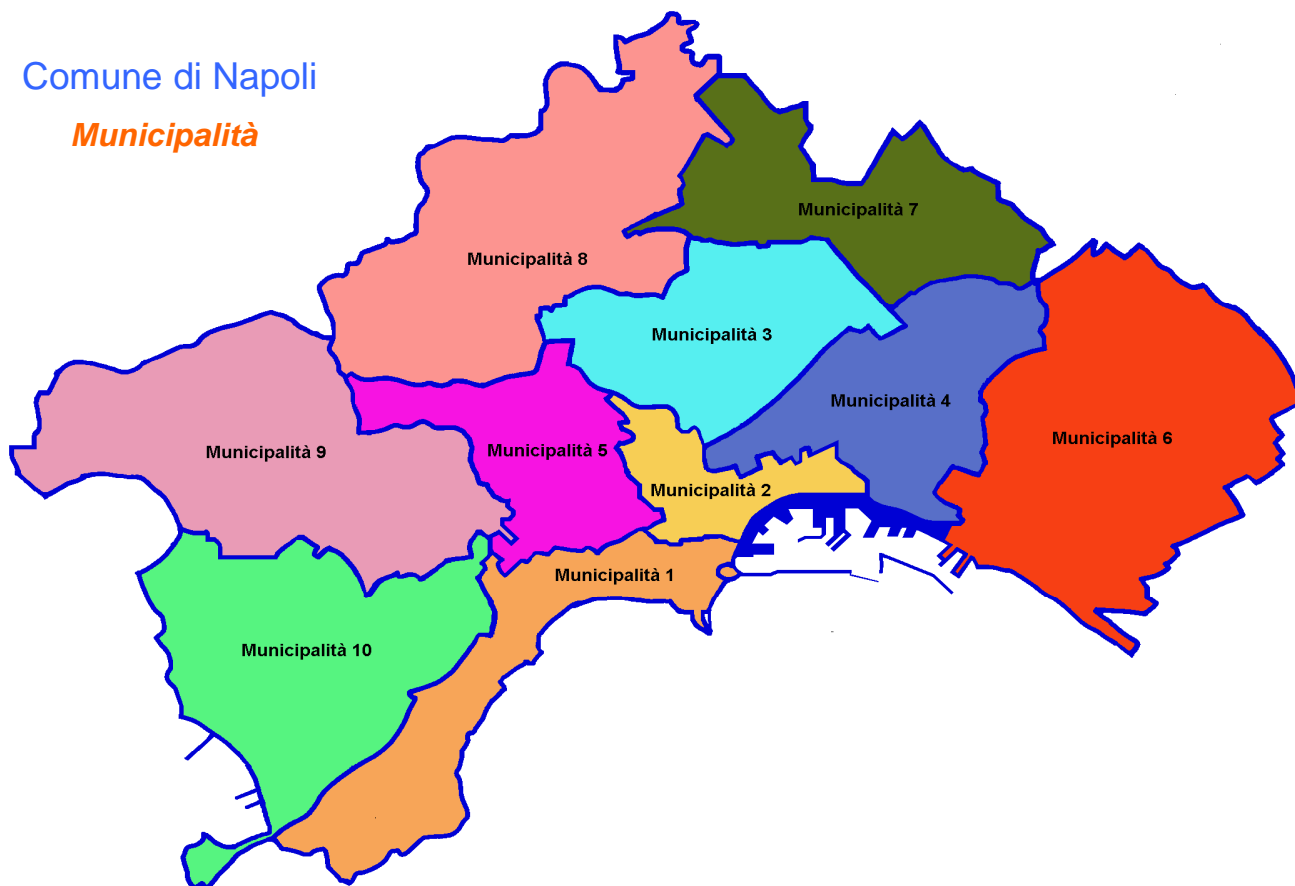 Comune di Napoli
Municipalità
Municipalità 7
Municipalità 8
Municipalità 3
Municipalità 4
Municipalità 6
Municipalità 9
Municipalità 5
Municipalità 2
Municipalità 1
Municipalità 10